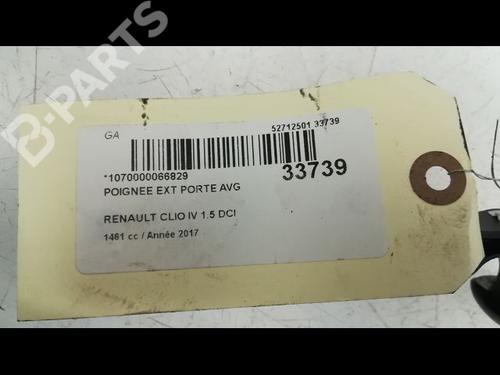 B-PARTS
GA
52712501 33739
*1070000066829
33739
POIGNEE EXT PORTE AVG
RENAULT CLIO IV 1.5 DCI
1461 cc / Année 2017